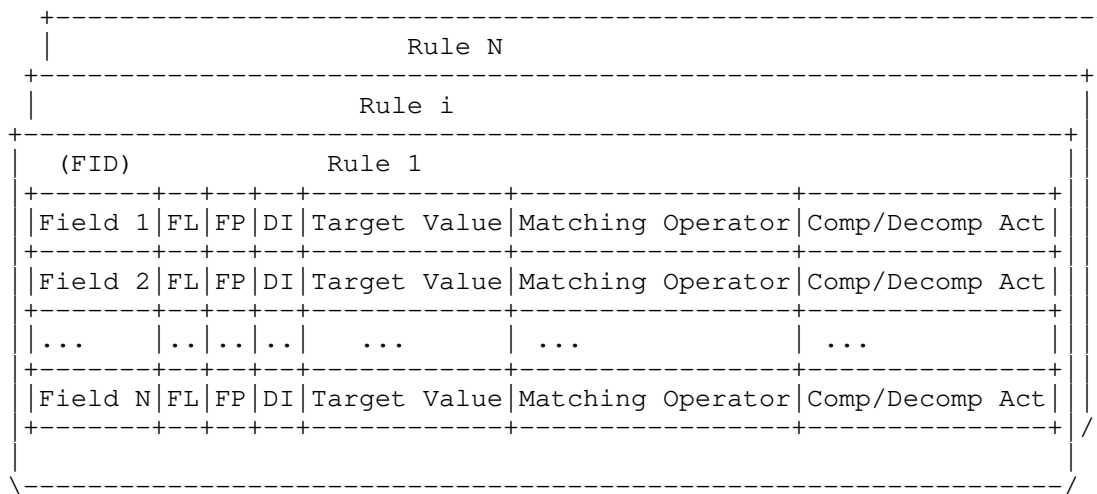 Rule N
Rule i
(FID) Rule 1
Field 1|FL|FP|DI|Target Value|Matching Operator|Comp/Decomp Act
Field 2|FL|FP|DI|Target Value|Matching Operator|Comp/Decomp Act
...|..|..|..|...|...|...
Field N|FL|FP|DI|Target Value|Matching Operator|Comp/Decomp Act